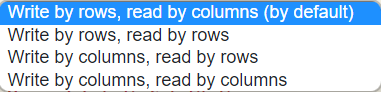 Write by rows, read by columns (by default)
Write by rows, read by rows
Write by columns, read by rows
Write by columns, read by columns